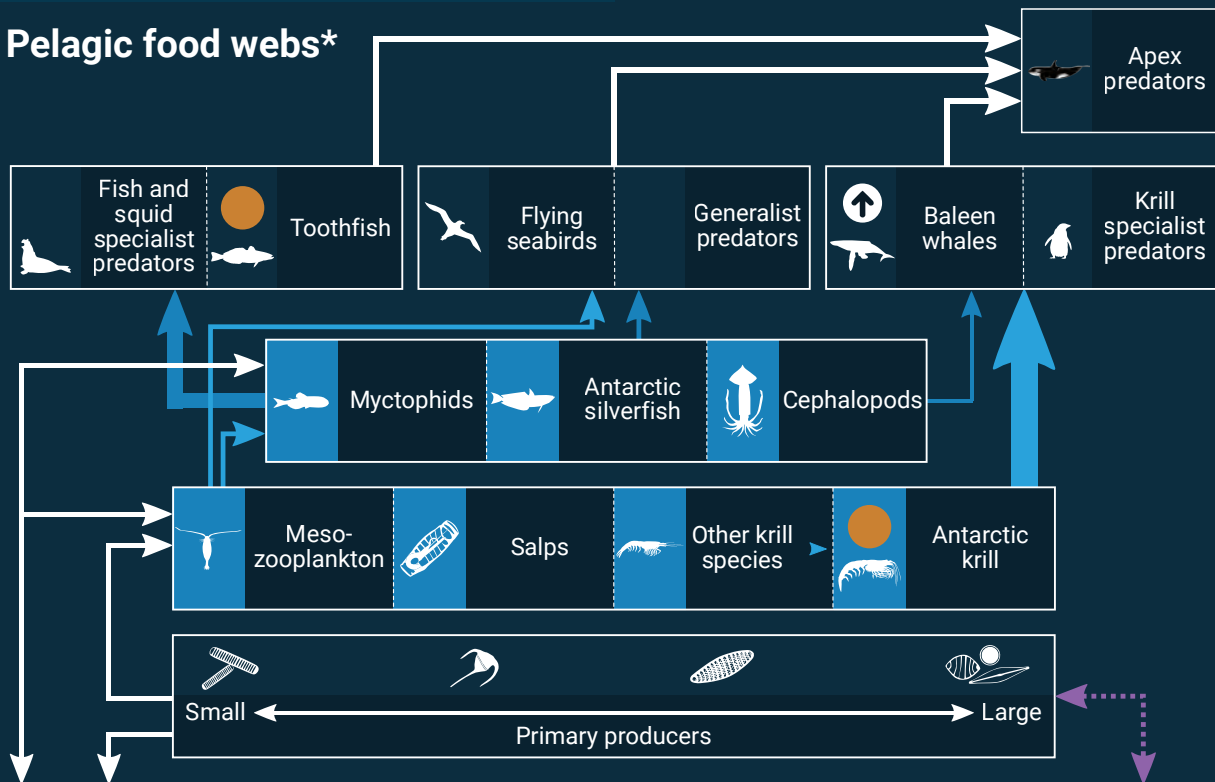 Pelagic food webs*
Apex
predators
Fish and
squid
specialist
predators
Toothfish
Flying
seabirds
Generalist
predators
Baleen
whales
Krill
specialist
predators
Myctophids
Antarctic
silverfish
Cephalopods
Meso-
zooplankton
Salps
Other krill
species
Antarctic
krill
Small
Large
Primary producers